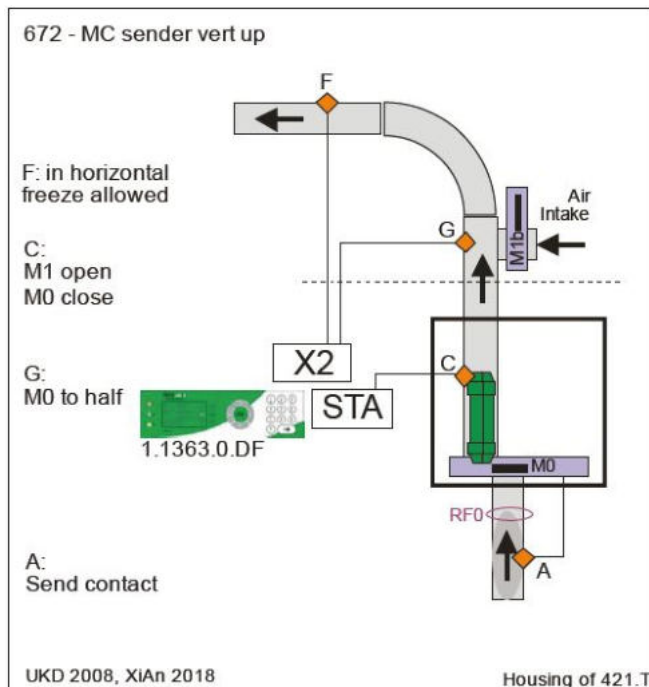 672 - MC sender vert up
F
F: in horizontal
freeze allowed
Air
Intake
G
M1b
C:
M1 open
M0 close
X2
C
G:
M0 to half
STA
1.1363.0.DF
M0
RF0
A:
Send contact
A
UKD 2008, XiAn 2018
Housing of 421.T